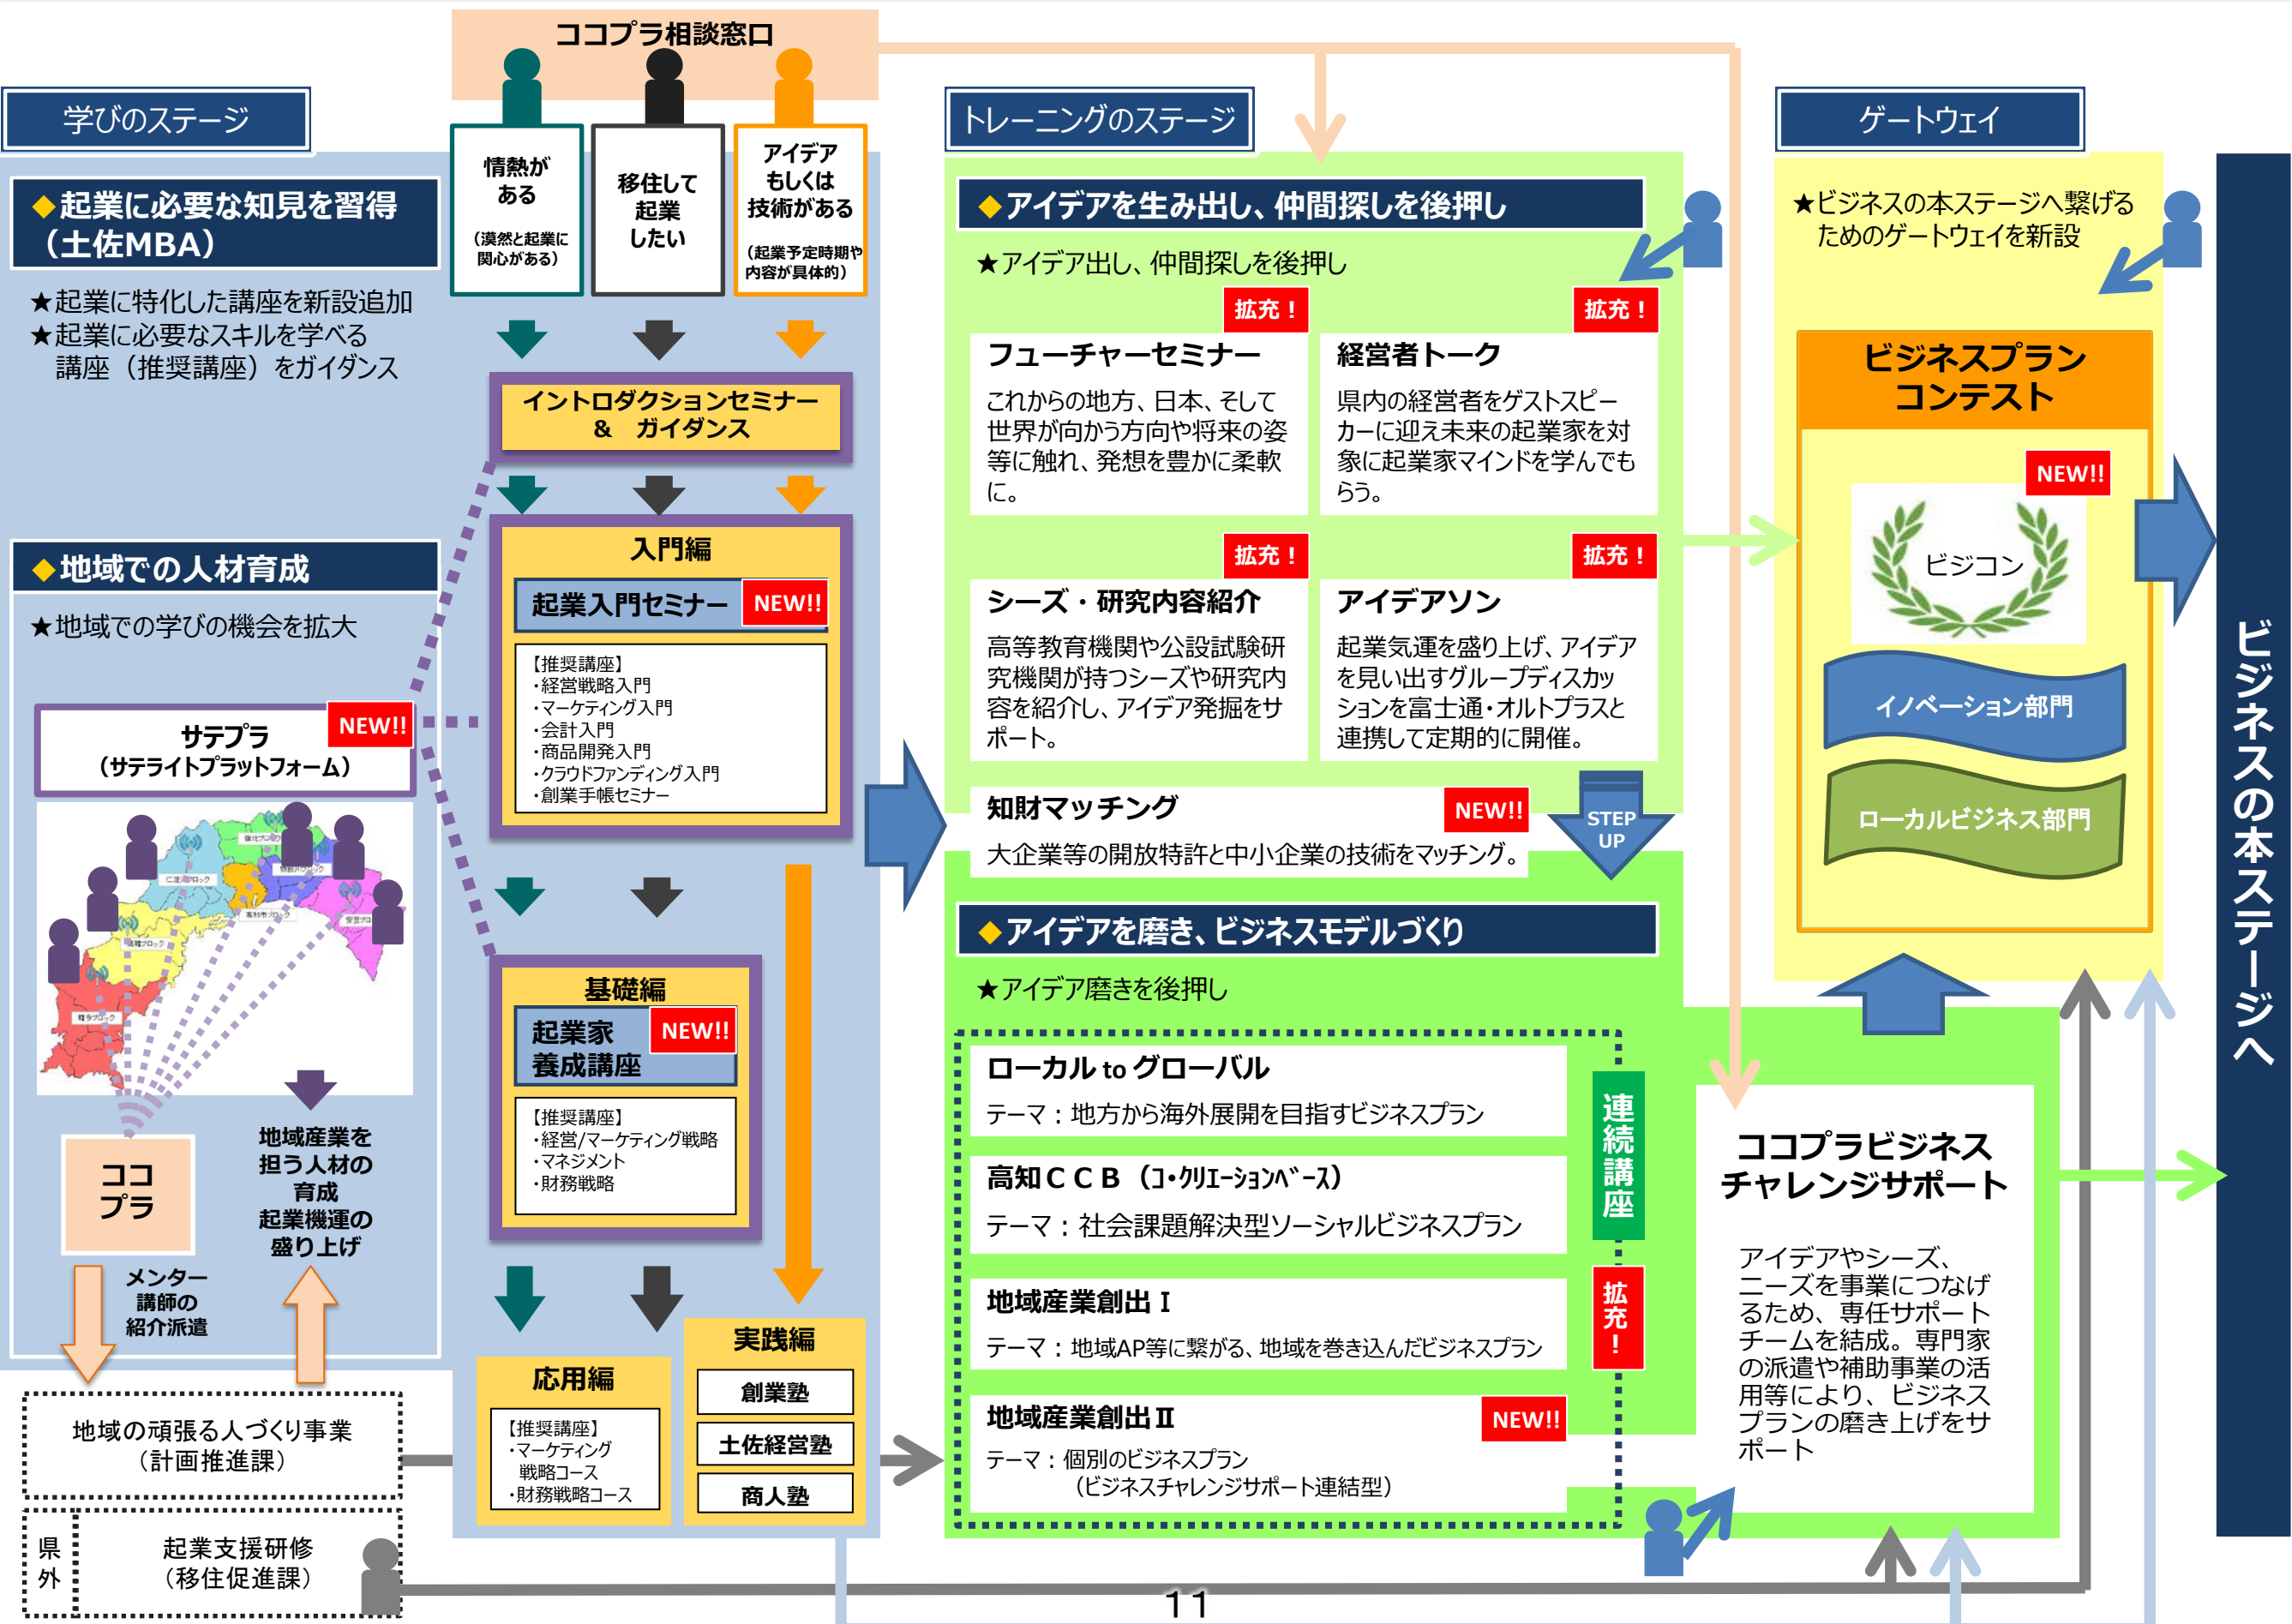 ココプラ相談窓口
学びのステージ
◆起業に必要な知見を習得
（土佐MBA）
★起業に特化した講座を新設追加
★起業に必要なスキルを学べる
講座（推奨講座）をガイダンス
◆地域での人材育成
★地域での学びの機会を拡大
サテプラ
（サテライトプラットフォーム）
NEW!!
仁淀川ブロック
嶺北ブロック
物部川ブロック
高知市ブロック
安芸ブロック
高幡ブロック
幡多ブロック
ココ
プラ
地域産業を
担う人材の
育成
起業機運の
盛り上げ
メンター
講師の
紹介派遣
地域の頑張る人づくり事業
（計画推進課）
県
外
起業支援研修
（移住促進課）
情熱が
ある
（漠然と起業に
関心がある）
移住して
起業
したい
アイデア
もしくは
技術がある
（起業予定時期や
内容が具体的）
イントロダクションセミナー
＆　ガイダンス
入門編
起業入門セミナー
NEW!!
【推奨講座】
・経営戦略入門
・マーケティング入門
・会計入門
・商品開発入門
・クラウドファンディング入門
・創業手帳セミナー
基礎編
起業家
養成講座
NEW!!
【推奨講座】
・経営/マーケティング戦略
・マネジメント
・財務戦略
応用編
【推奨講座】
・マーケティング
戦略コース
・財務戦略コース
実践編
創業塾
土佐経営塾
商人塾
トレーニングのステージ
◆アイデアを生み出し、仲間探しを後押し
★アイデア出し、仲間探しを後押し
拡充！
フューチャーセミナー
これからの地方、日本、そして
世界が向かう方向や将来の姿
等に触れ、発想を豊かに柔軟
に。
拡充！
経営者トーク
県内の経営者をゲストスピー
カーに迎え未来の起業家を対
象に起業家マインドを学んでも
らう。
拡充！
シーズ・研究内容紹介
高等教育機関や公設試験研
究機関が持つシーズや研究内
容を紹介し、アイデア発掘をサ
ポート。
拡充！
アイデアソン
起業気運を盛り上げ、アイデア
を見い出すグループディスカッ
ションを富士通・オルトプラスと
連携して定期的に開催。
知財マッチング
NEW!!
大企業等の開放特許と中小企業の技術をマッチング。
STEP
UP
◆アイデアを磨き、ビジネスモデルづくり
★アイデア磨きを後押し
ローカル to グローバル
テーマ：地方から海外展開を目指すビジネスプラン
高知ＣＣＢ（ｺ・ｸﾘｴｰｼｮﾝﾍﾞｰｽ）
テーマ：社会課題解決型ソーシャルビジネスプラン
地域産業創出Ⅰ
テーマ：地域AP等に繋がる、地域を巻き込んだビジネスプラン
地域産業創出Ⅱ
NEW!!
テーマ：個別のビジネスプラン
（ビジネスチャレンジサポート連結型）
連続講座
拡充！
ココプラビジネス
チャレンジサポート
アイデアやシーズ、
ニーズを事業につなげ
るため、専任サポート
チームを結成。専門家
の派遣や補助事業の活
用等により、ビジネス
プランの磨き上げをサ
ポート
ゲートウェイ
★ビジネスの本ステージへ繋げる
ためのゲートウェイを新設
ビジネスプラン
コンテスト
NEW!!
ビジコン
イノベーション部門
ローカルビジネス部門
ビジネスの本ステージへ
11